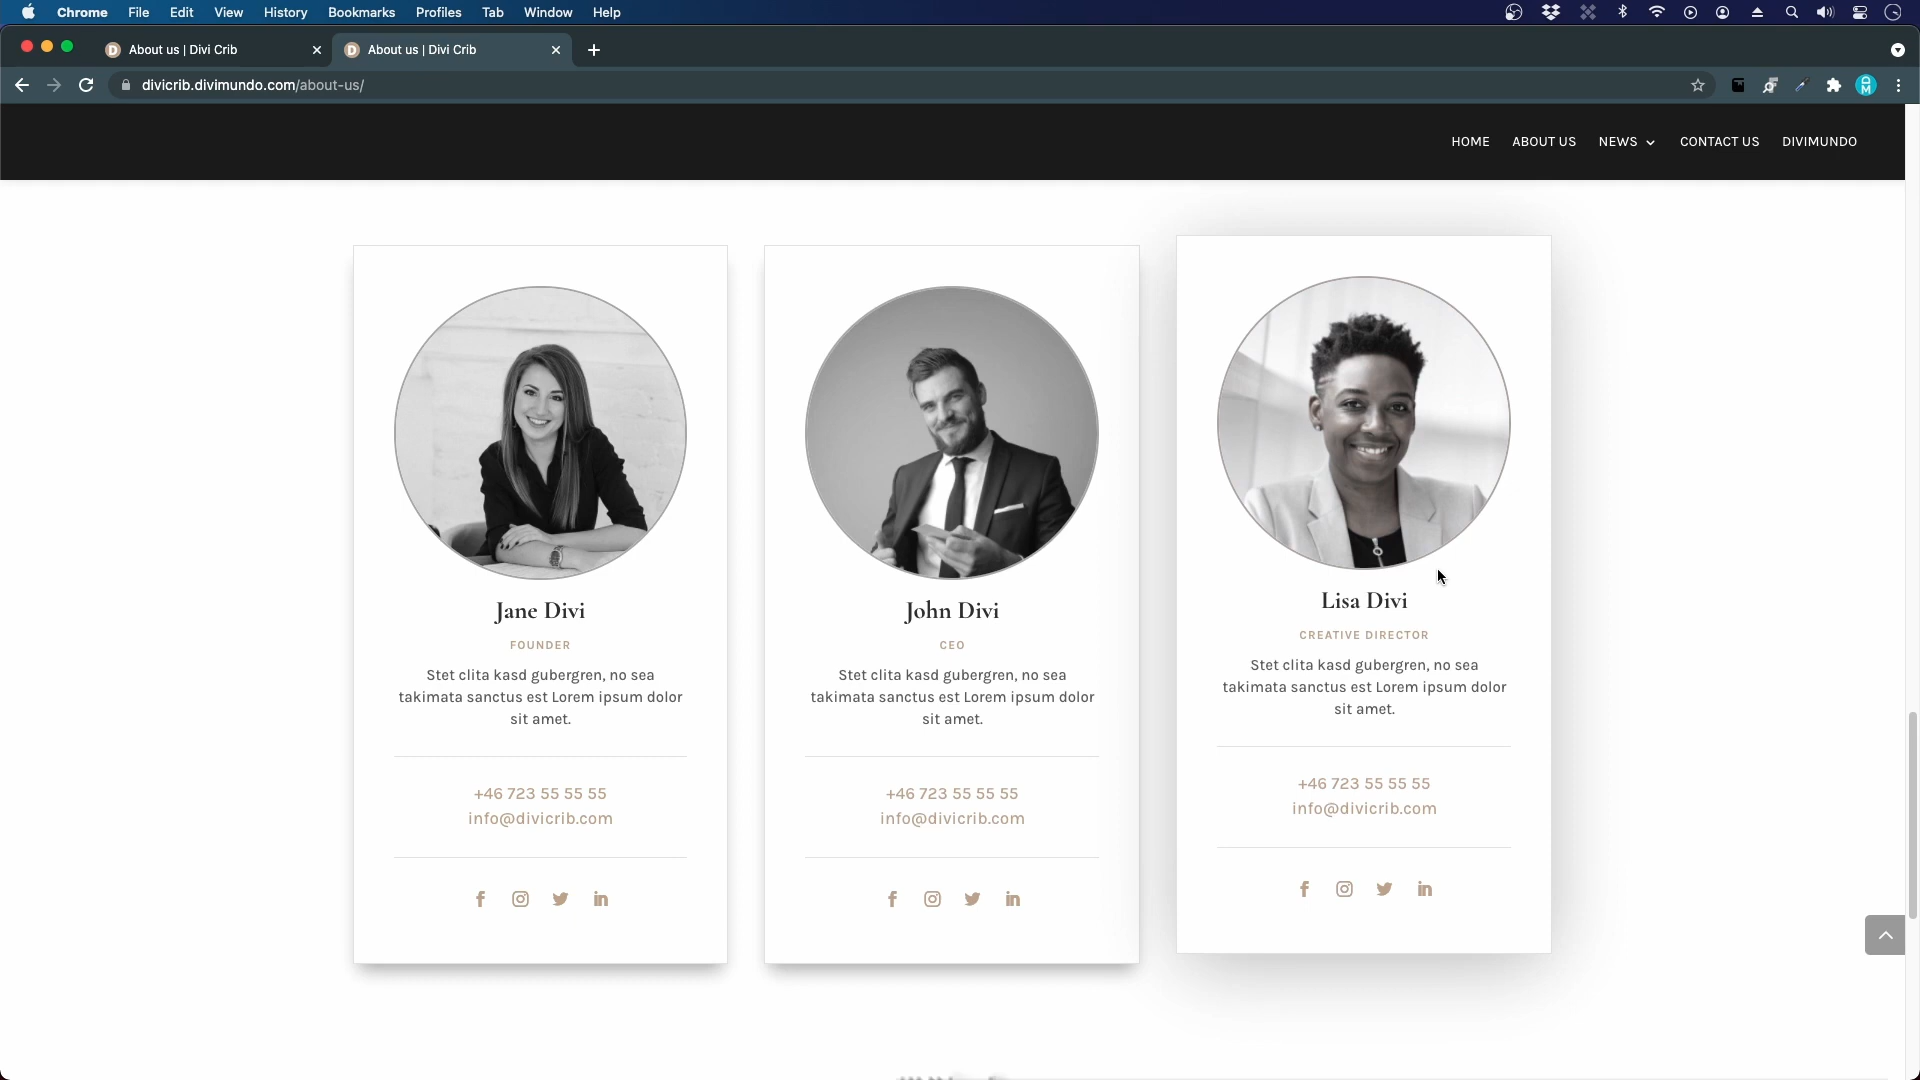 Chrome File Edit View History Bookmarks Profiles Tab Window Help
About us | Divi Crib
About us | Divi Crib
divicrib.divimundo.com/about-us/
HOME ABOUT US NEWS CONTACT US DIVIMUNDO
Jane Divi
FOUNDER
Stet clita kasd gubergren, no sea
takimata sanctus est Lorem ipsum dolor
sit amet.
+46 723 55 55 55
info@divicrib.com
John Divi
CEO
Stet clita kasd gubergren, no sea
takimata sanctus est Lorem ipsum dolor
sit amet.
+46 723 55 55 55
info@divicrib.com
Lisa Divi
CREATIVE DIRECTOR
Stet clita kasd gubergren, no sea
takimata sanctus est Lorem ipsum dolor
sit amet.
+46 723 55 55 55
info@divicrib.com